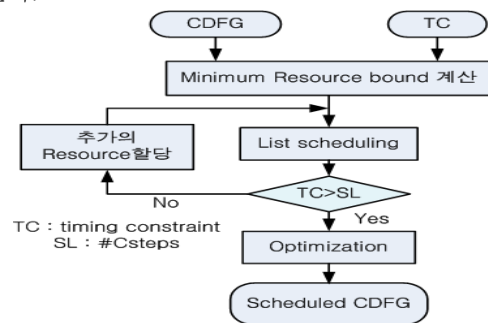 CDFG
TC
Minimum Resource bound 계산
추가의
Resource할당
List scheduling
TC>SL
No
Yes
TC : timing constraint
SL : #Csteps
Optimization
Scheduled CDFG